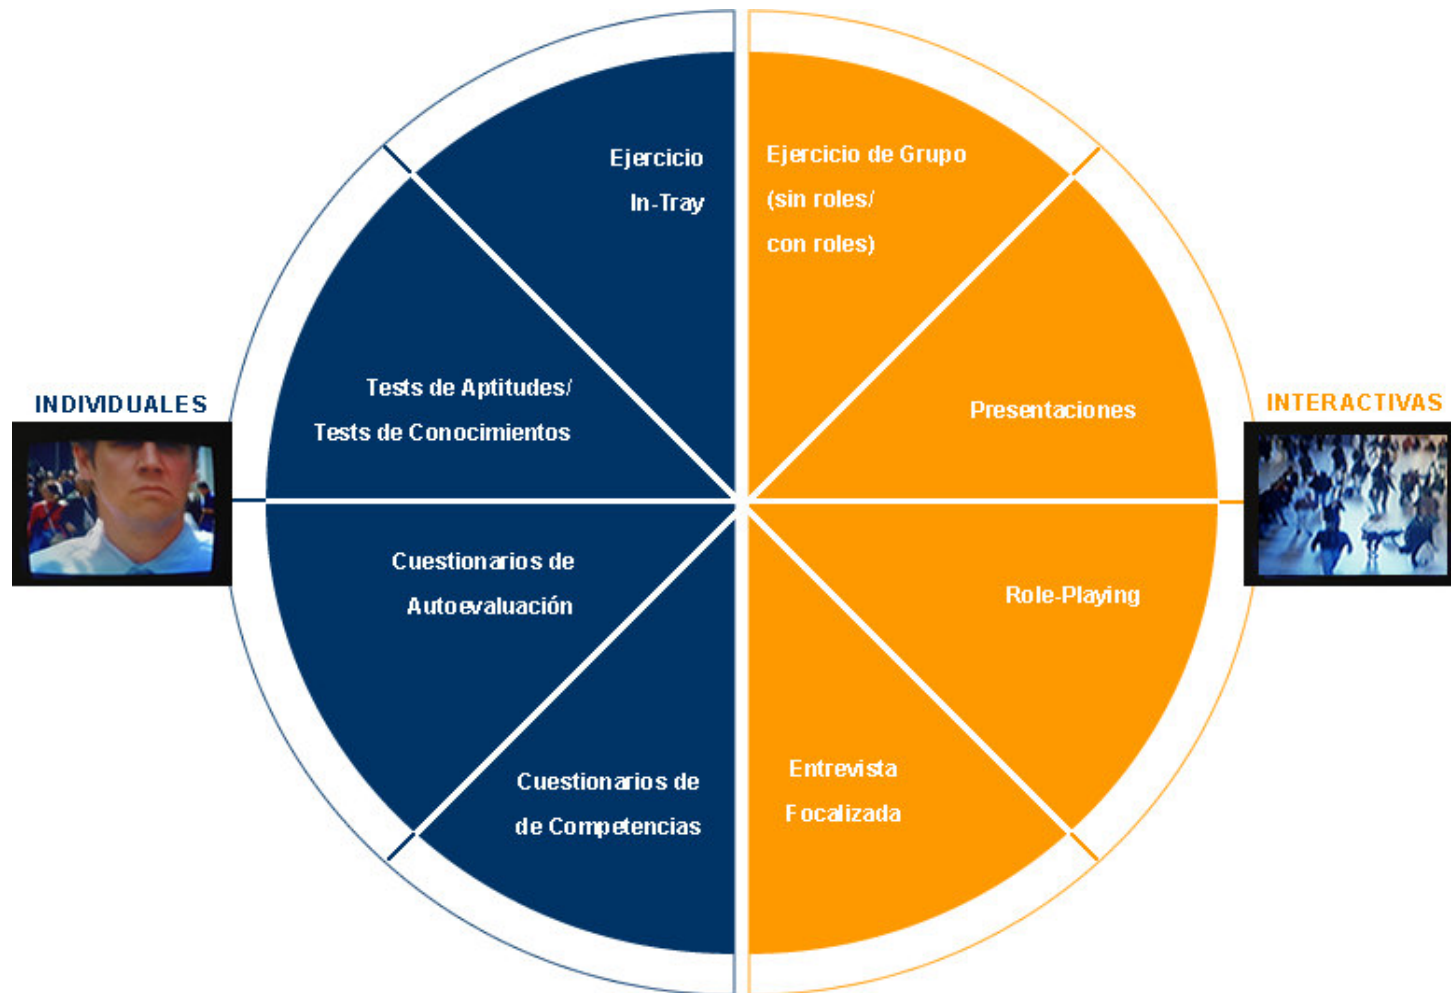 INDIVIDUALES
Ejercicio
In-Tray
Tests de Aptitudes/
Tests de Conocimientos
Cuestionarios de
Autoevaluación
Cuestionarios de
de Competencias
Ejercicio de Grupo
(sin roles/
con roles)
Presentaciones
Role-Playing
Entrevista
Focalizada
INTERACTIVAS